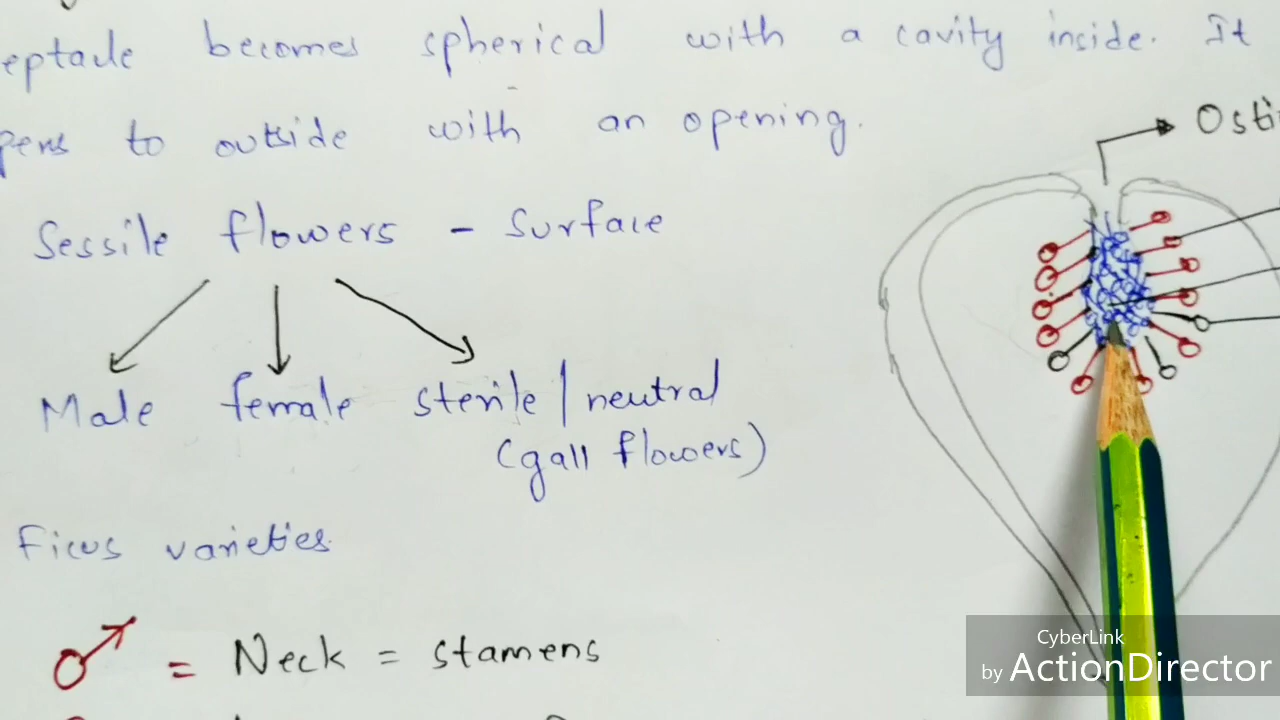 eptacle becomes spherical with a cavity inside. It
pens to outside with an opening.
Osti
Sessile flowers - Surface
Male female sterile / neutral
(gall flowers)
Ficus varieties.
♂ = Neck = stamens
CyberLink
by ActionDirector